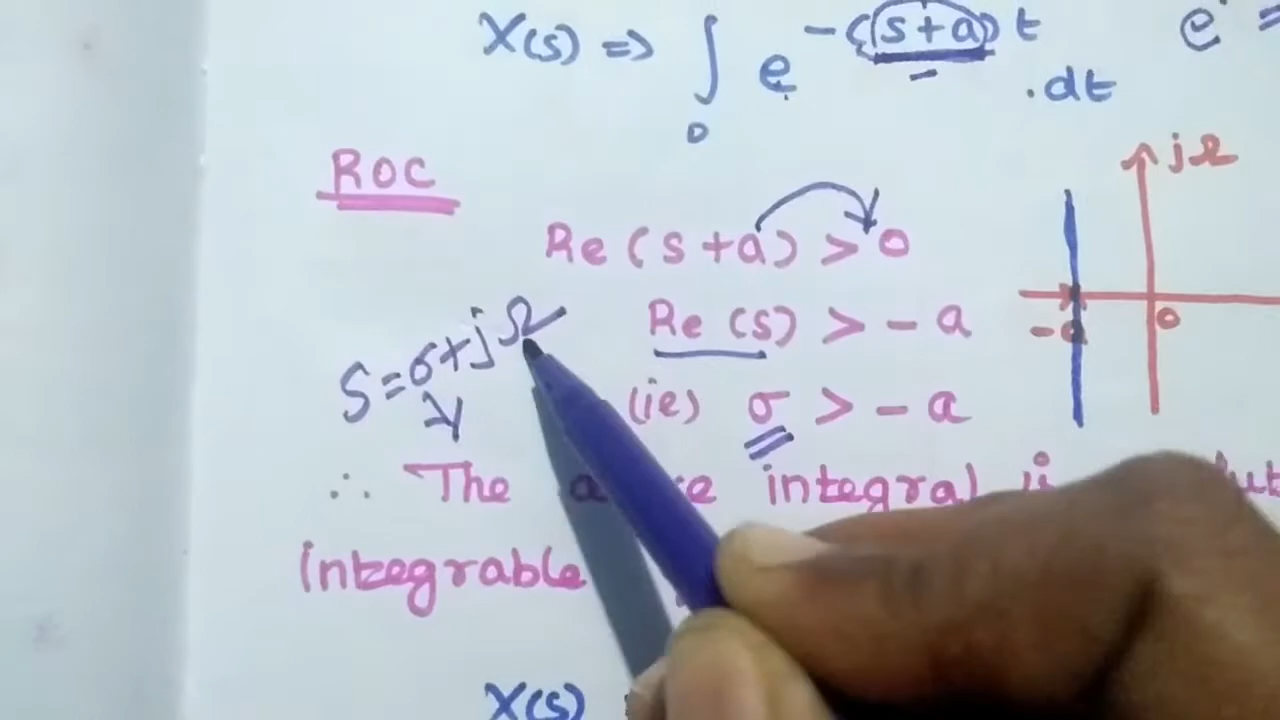 X(s) => ∫ e^-(s+a)t .dt
0
e =
ROC
jΩ
Re(s+a) > 0
Re(s) > -a
-a 0
S=σ+jΩ
(ie) σ > -a
∴ The integral
integrable
X(s)